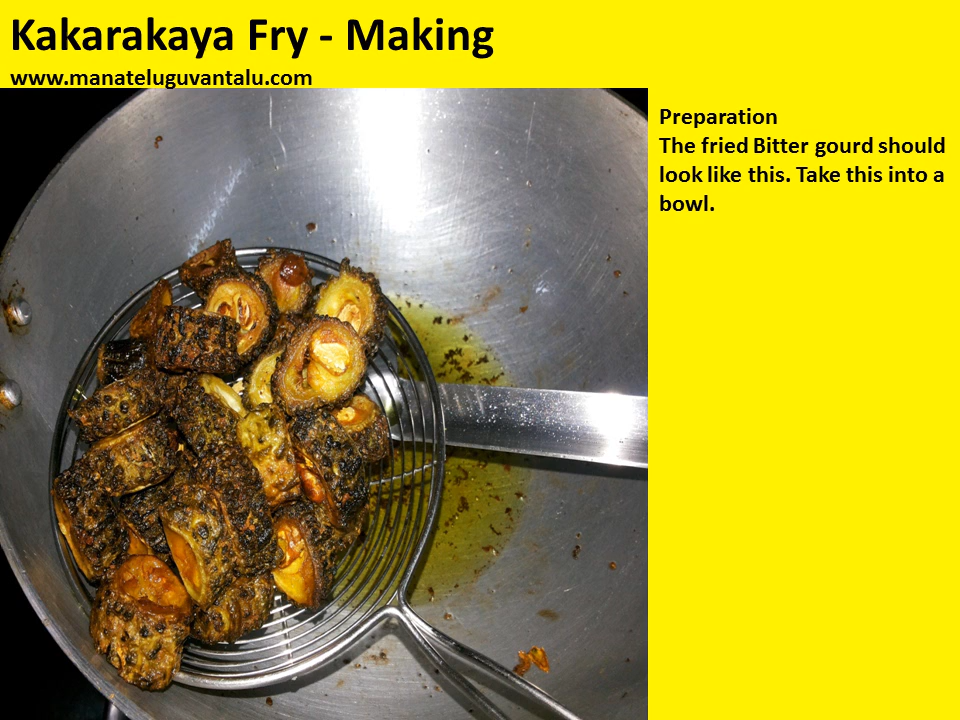 Kakarakaya Fry - Making
www.manateluguvantalu.com
Preparation
The fried Bitter gourd should
look like this. Take this into a
bowl.